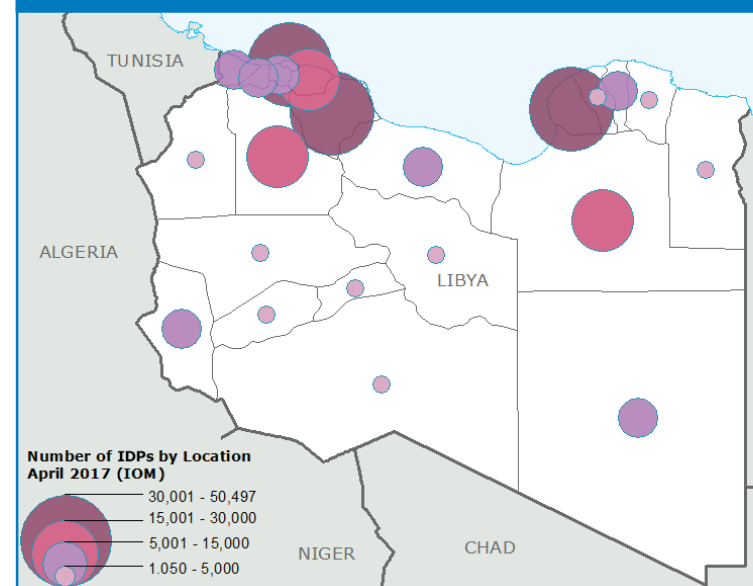 TUNISIA
ALGERIA
LIBYA
Number of IDPs by Location
April 2017 (IOM)
30,001 - 50,497
15,001 - 30,000
5,001 - 15,000
1.050 - 5,000
NIGER
CHAD